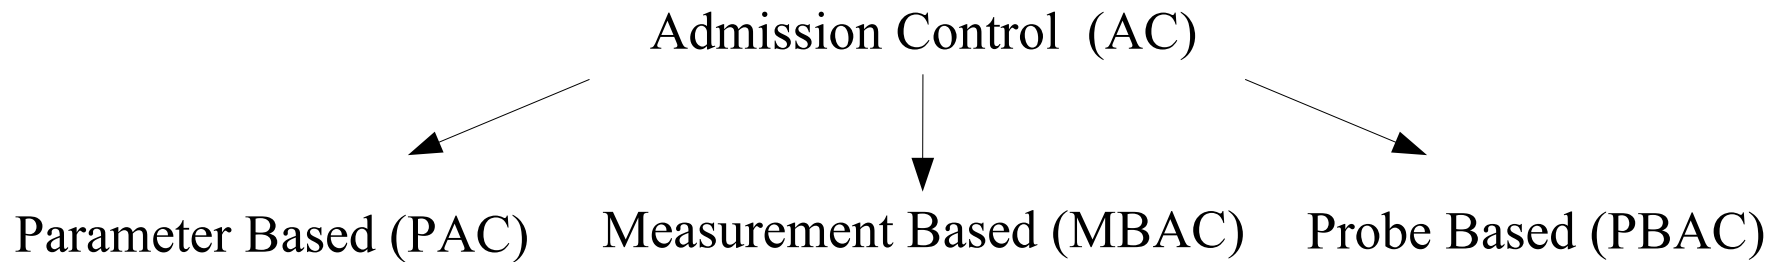 Admission Control (AC)
Parameter Based (PAC)
Measurement Based (MBAC)
Probe Based (PBAC)